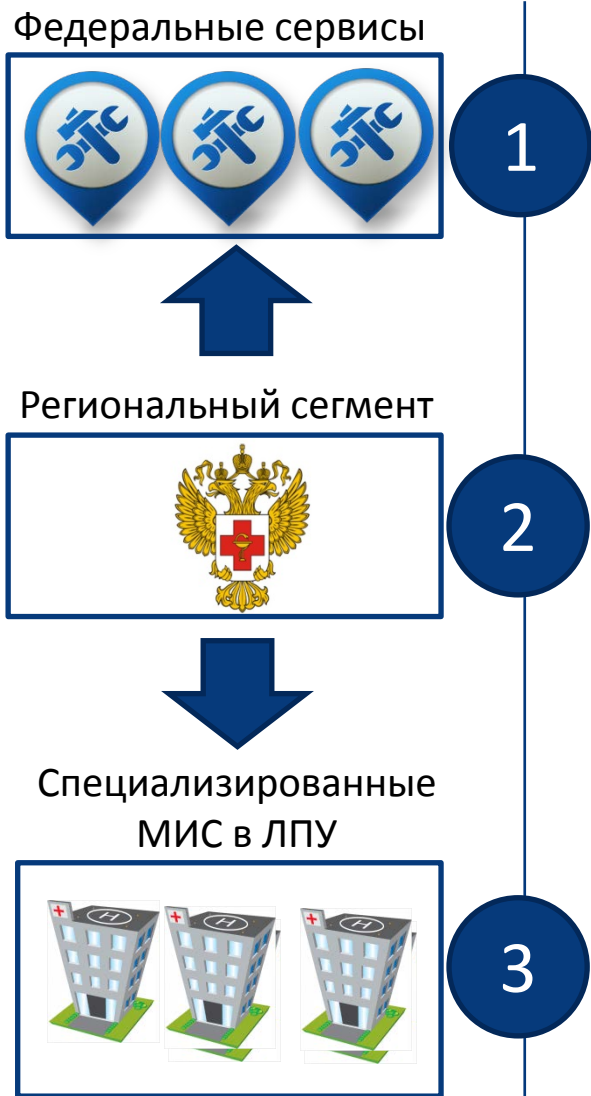 Федеральные сервисы
1
Региональный сегмент
2
Специализированные
МИС в ЛПУ
H
H
H
3